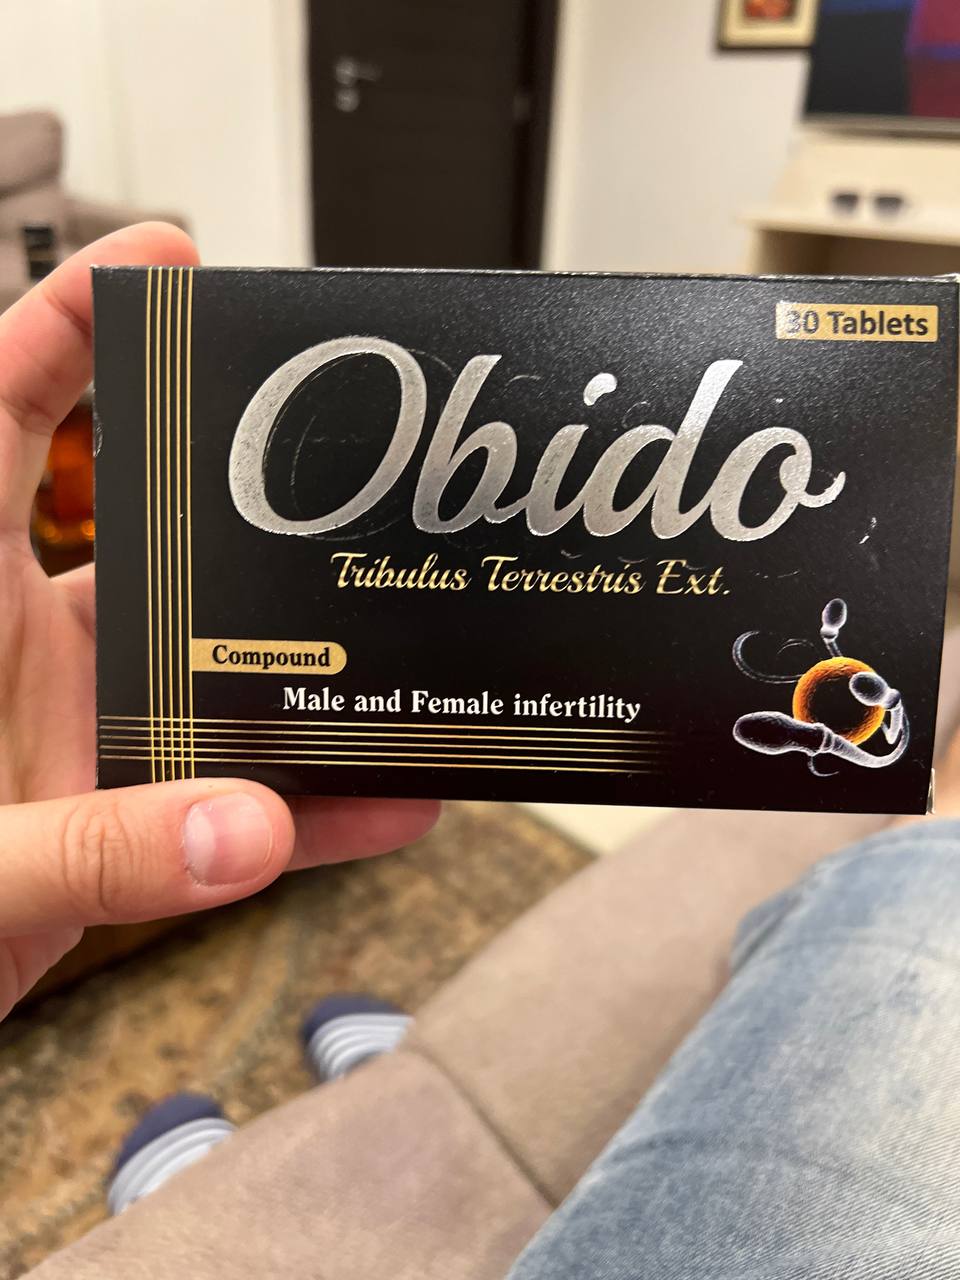 30 Tablets
Obido
Tribulus Terrestris Ext.
Compound
Male and Female infertility